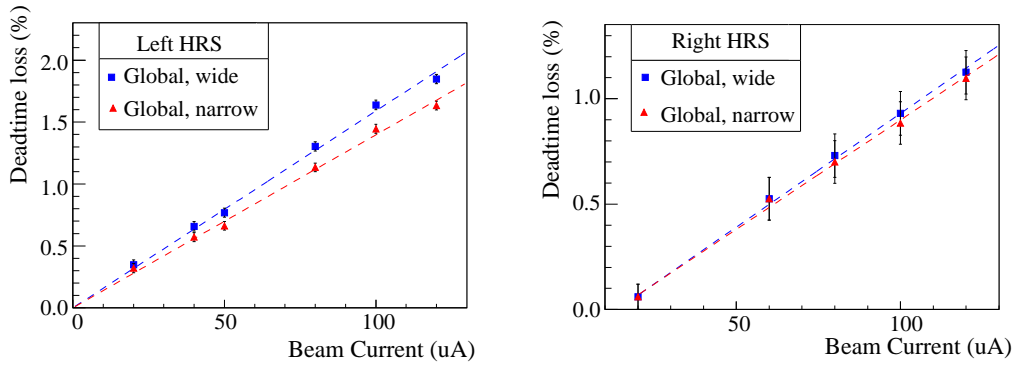 Left HRS
Global, wide
Global, narrow
Deadtime loss (%)
2.0
1.5
1.0
0.5
0.0
0
50
100
Beam Current (uA)
Right HRS
Global, wide
Global, narrow
Deadtime loss (%)
1.0
0.5
0.0
50
100
Beam Current (uA)